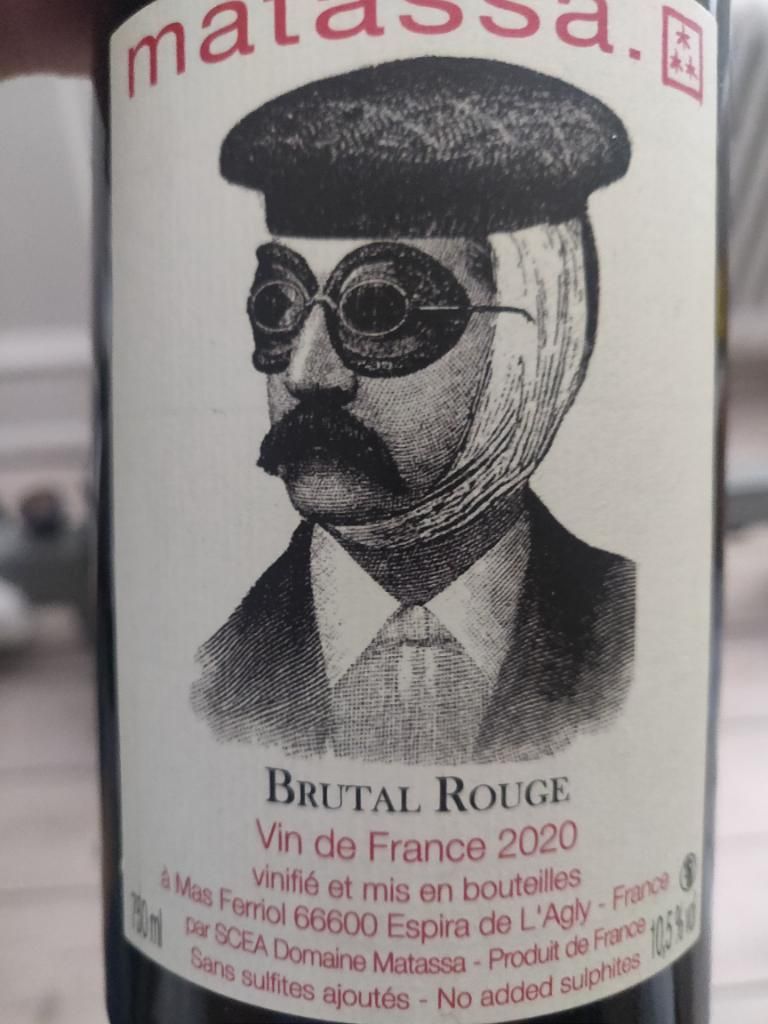 matassa.
BRUTAL ROUGE
Vin de France 2020
vinifié et mis en bouteilles
à Mas Ferriol 66600 Espira de L'Agly - France
par SCEA Domaine Matassa - Produit de France
Sans sulfites ajoutés - No added sulphites
10,5 % vol